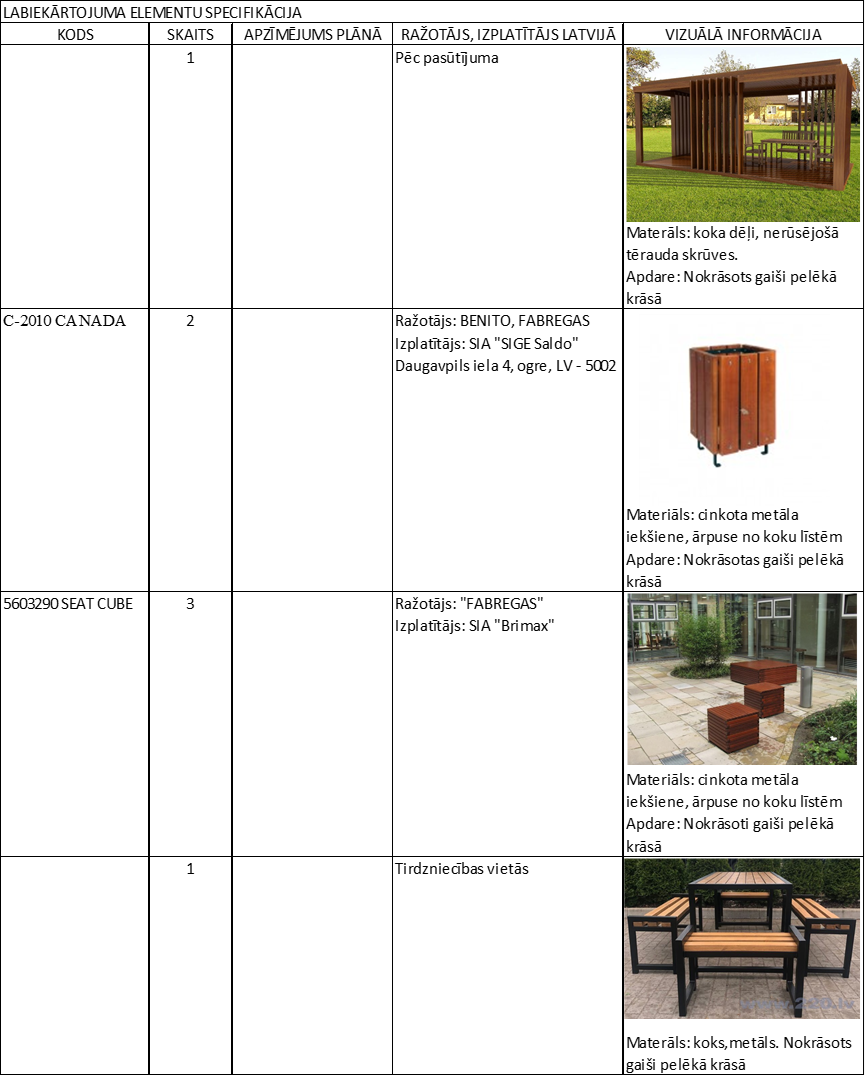 LABIEKĀRTOJUMA ELEMENTU SPECIFIKĀCIJA
KODS SKAITS APZĪMĒJUMS PLĀNĀ RAŽOTĀJS, IZPLATĪTĀJS LATVIJĀ VIZUĀLĀ INFORMĀCIJA
1 Pēc pasūtījuma
Materāls: koka dēļi, nerūsējošā
tērauda skrūves.
Apdare: Nokrāsots gaiši pelēkā
krāsā
C-2010 CANADA 2 Ražotājs: BENITO, FABREGAS
Izplatītājs: SIA "SIGE Saldo"
Daugavpils iela 4, ogre, LV - 5002
Materiāls: cinkota metāla
iekšiene, ārpuse no koku līstēm
Apdare: Nokrāsotas gaiši pelēkā
krāsā
5603290 SEAT CUBE 3 Ražotājs: "FABREGAS"
Izplatītājs: SIA "Brimax"
Materiāls: cinkota metāla
iekšiene, ārpuse no koku līstēm
Apdare: Nokrāsoti gaiši pelēkā
krāsā
1 Tirdzniecības vietās
Materāls: koks,metāls. Nokrāsots
gaiši pelēkā krāsā